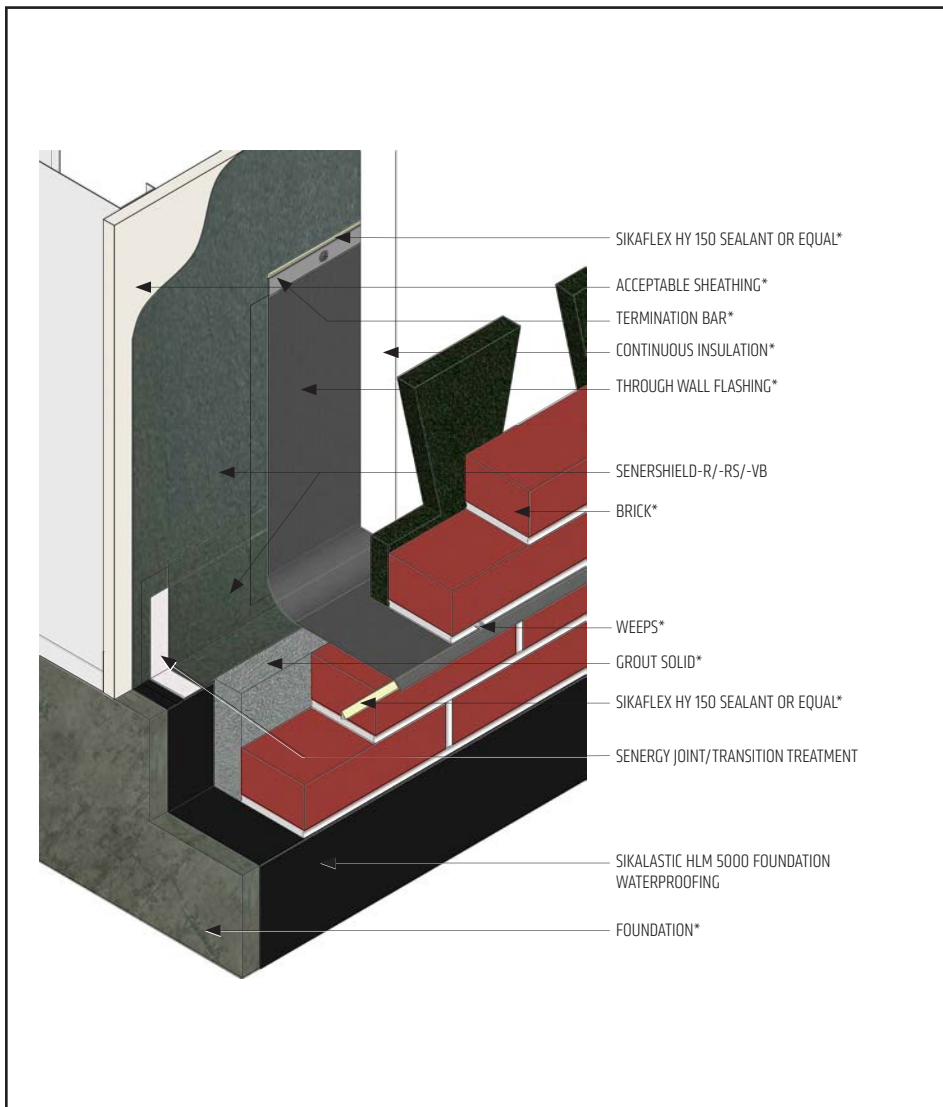 SIKAFLEX HY 150 SEALANT OR EQUAL*
ACCEPTABLE SHEATHING*
TERMINATION BAR*
CONTINUOUS INSULATION*
THROUGH WALL FLASHING*
SENERSHIELD-R/-RS/-VB
BRICK*
WEEPS*
GROUT SOLID*
SIKAFLEX HY 150 SEALANT OR EQUAL*
SENERGY JOINT/TRANSITION TREATMENT
SIKALASTIC HLM 5000 FOUNDATION
WATERPROOFING
FOUNDATION*